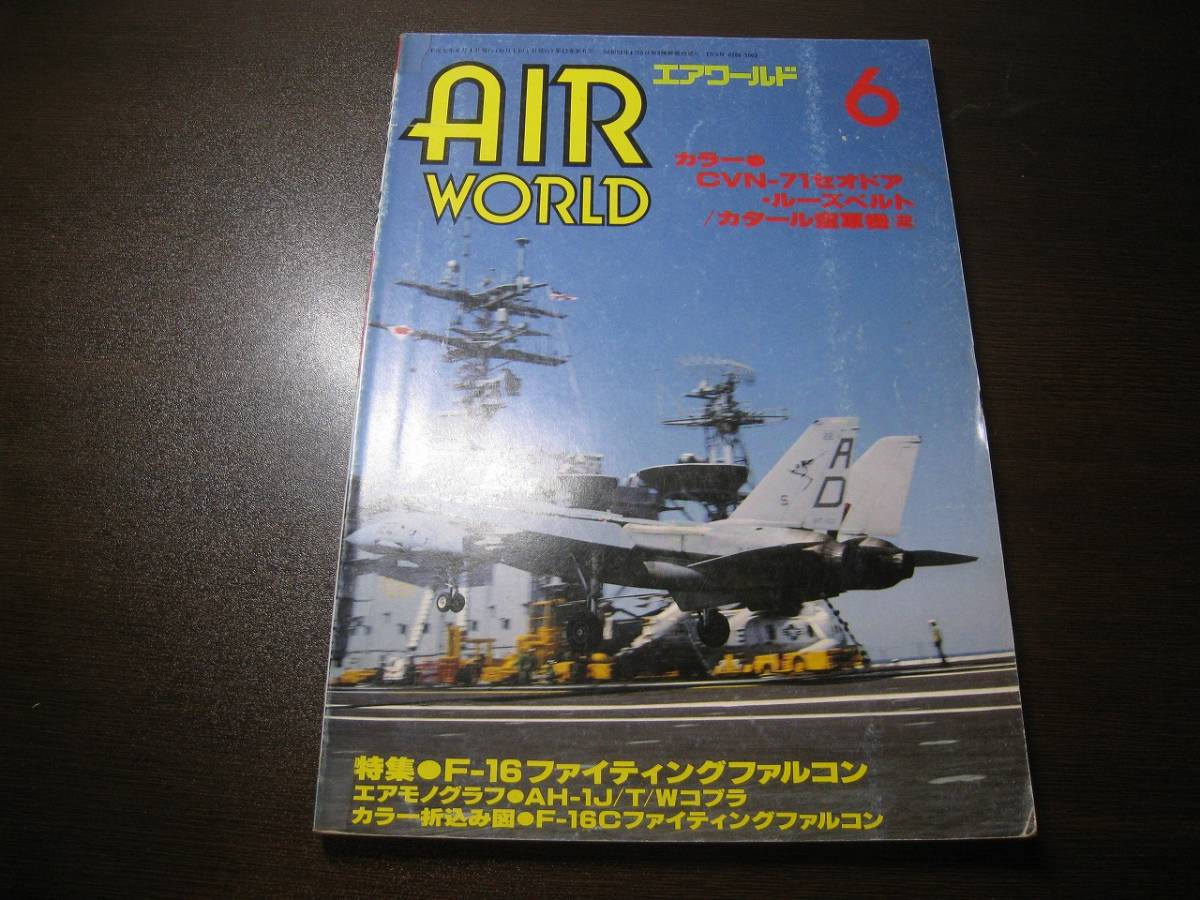 AIR
WORLD
エアワールド
6
カラー●
CVN-71セオドア
・ルーズベルト
/カタール空軍機
AD
特集●F-16ファイティングファルコン
エアモノグラフ●AH-1J/T/Wコブラ
カラー折込み図●F-16Cファイティングファルコン